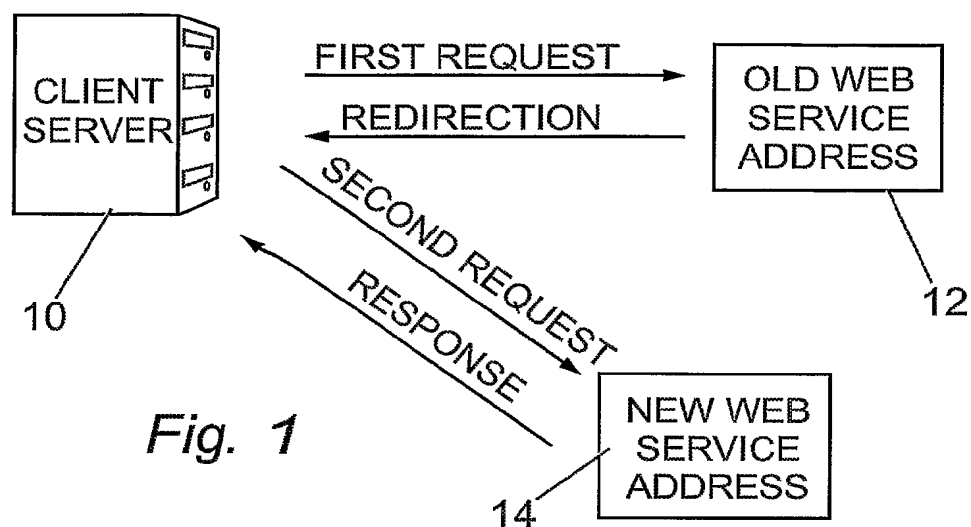 CLIENT
SERVER
FIRST REQUEST
REDIRECTION
OLD WEB
SERVICE
ADDRESS
SECOND REQUEST
RESPONSE
10
12
NEW WEB
SERVICE
ADDRESS
14
Fig. 1